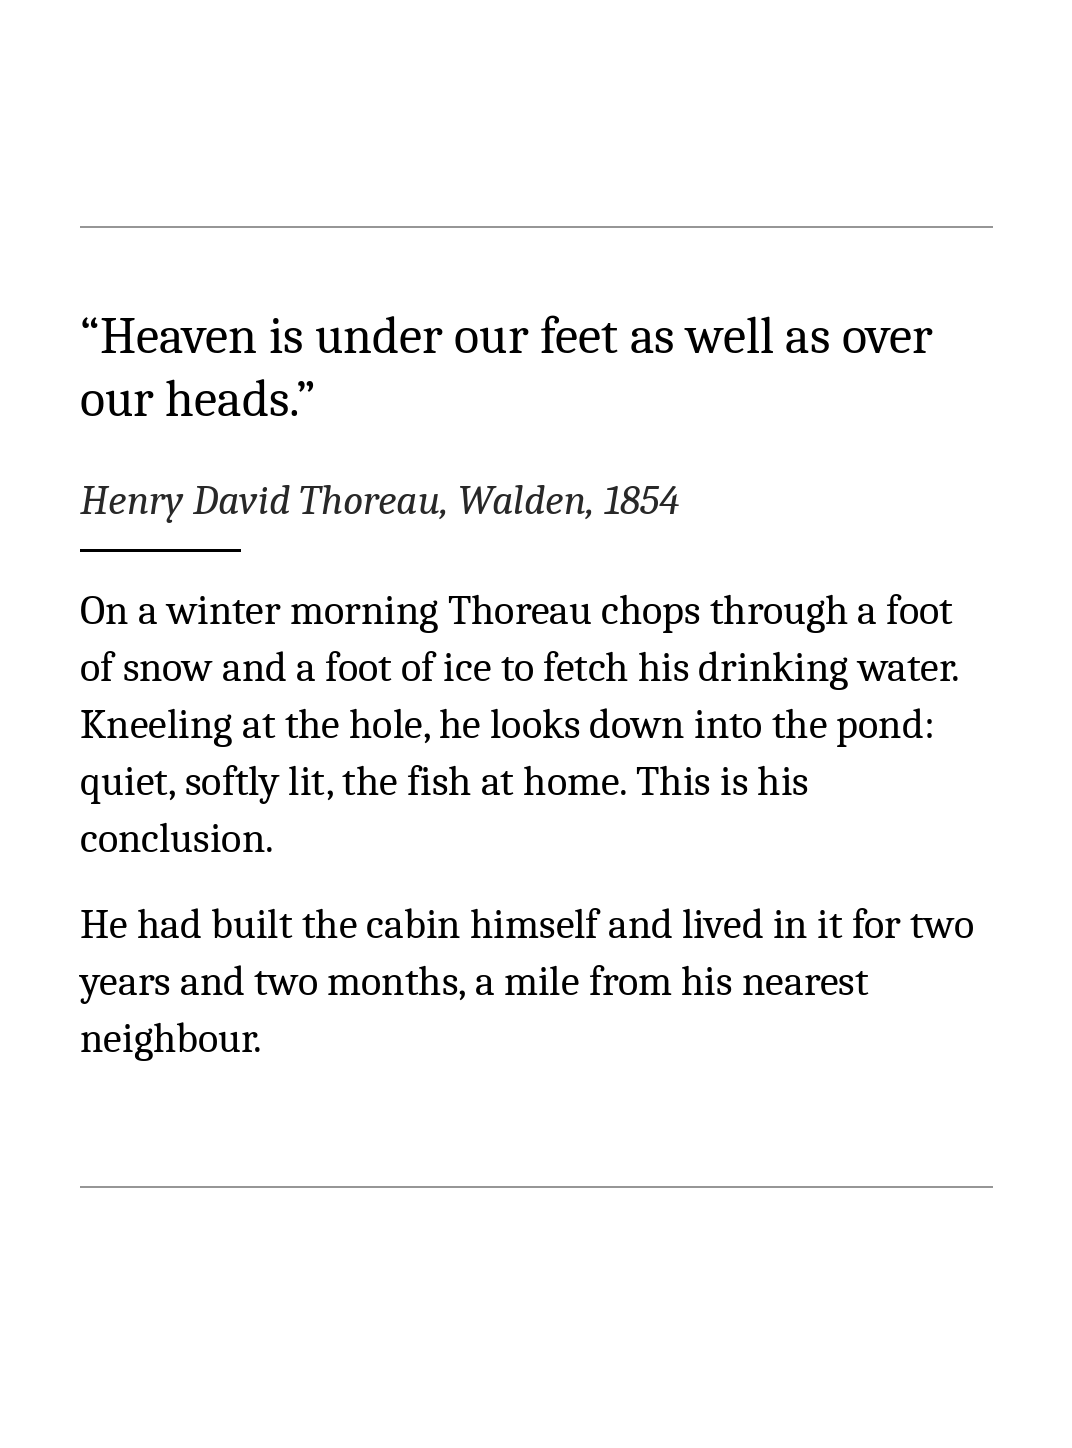 “Heaven is under our feet as well as over
our heads.”
Henry David Thoreau, Walden, 1854
On a winter morning Thoreau chops through a foot
of snow and a foot of ice to fetch his drinking water.
Kneeling at the hole, he looks down into the pond:
quiet, softly lit, the fish at home. This is his
conclusion.
He had built the cabin himself and lived in it for two
years and two months, a mile from his nearest
neighbour.